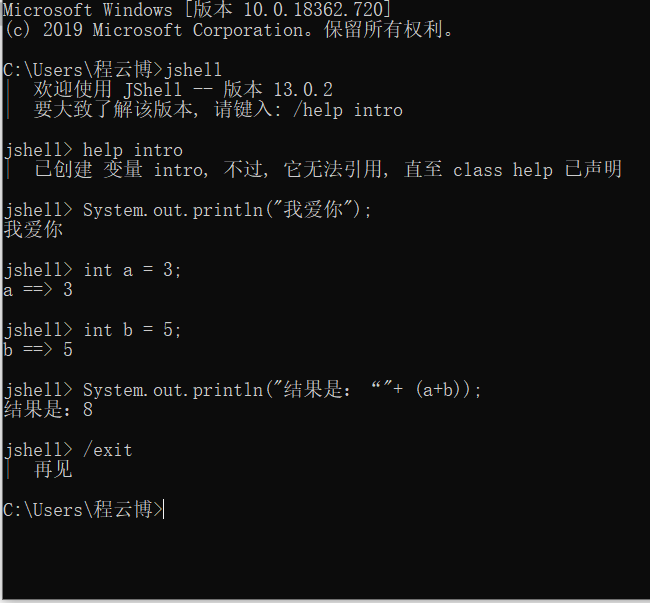 Microsoft Windows [版本 10.0.18362.720]
(c) 2019 Microsoft Corporation。保留所有权利。
C:\Users\程云博>jshell
|  欢迎使用 JShell -- 版本 13.0.2
|  要大致了解该版本, 请键入: /help intro
jshell> help intro
|  已创建 变量 intro, 不过, 它无法引用, 直至 class help 已声明
jshell> System.out.println("我爱你");
我爱你
jshell> int a = 3;
a ==> 3
jshell> int b = 5;
b ==> 5
jshell> System.out.println("结果是：“"+ (a+b));
结果是：8
jshell> /exit
|  再见
C:\Users\程云博>